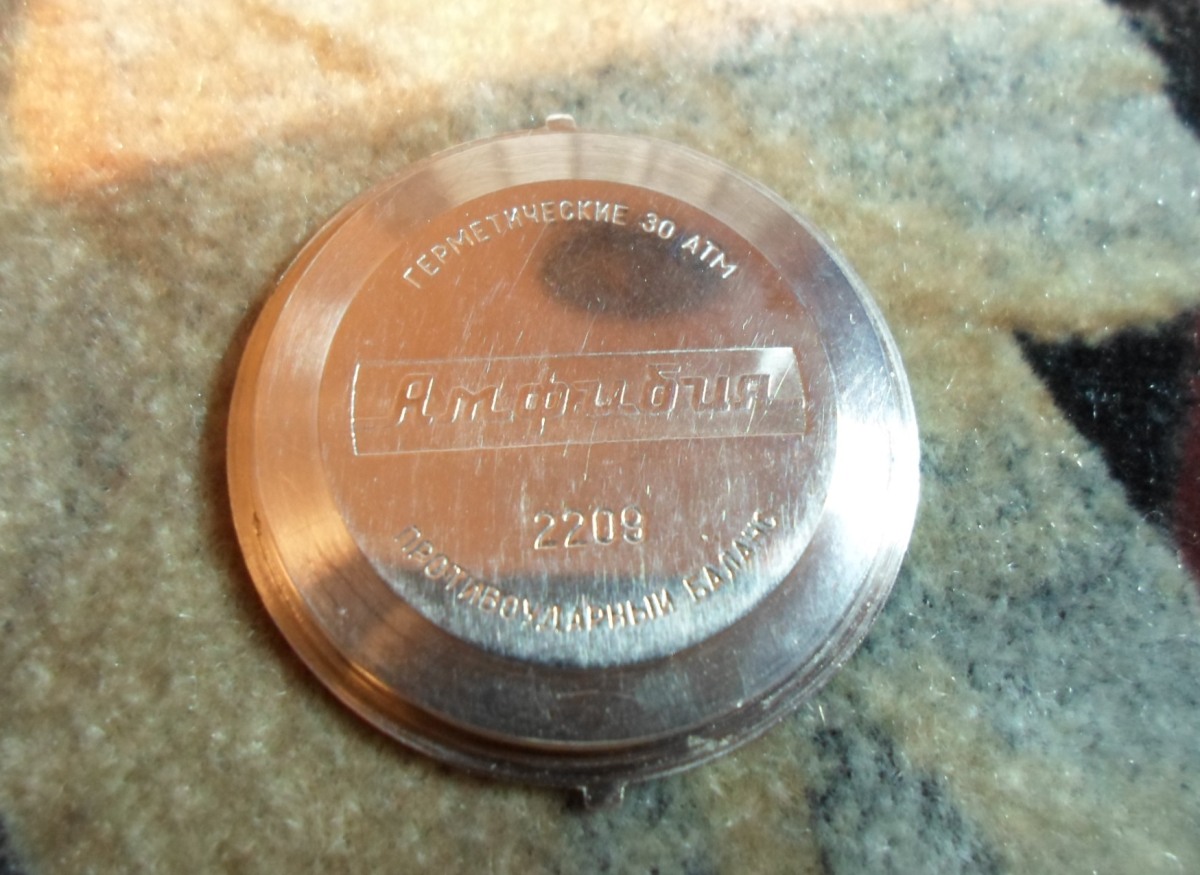 ГЕРМЕТИЧЕСКИЕ 30 АТМ
Амфибия
2209
ПРОТИВОУДАРНЫЙ БАЛАНС